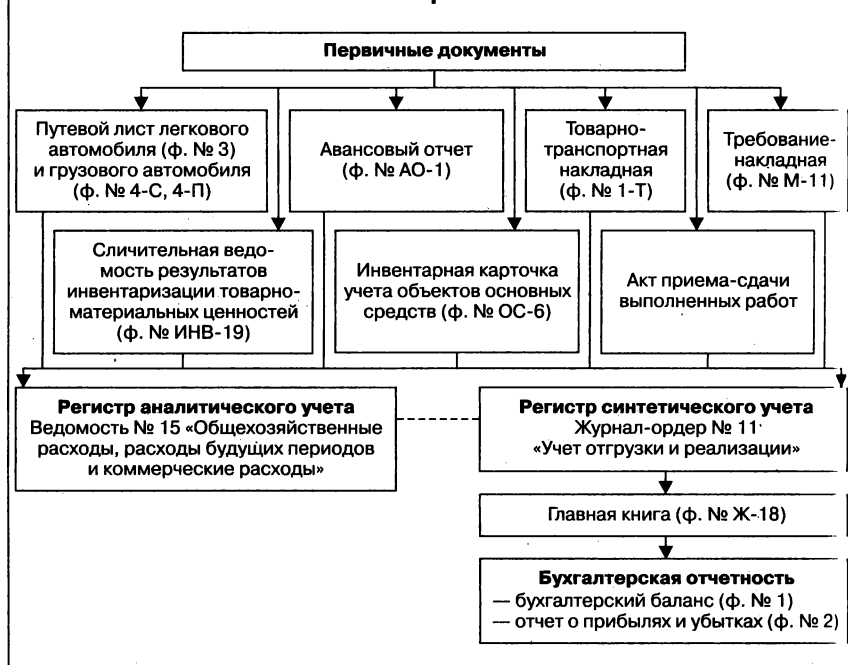 Первичные документы
Путевой лист легкового
автомобиля (ф. № 3)
и грузового автомобиля
(ф. № 4-С, 4-П)
Авансовый отчет
(ф. № АО-1)
Товарно-
транспортная
накладная
(ф. № 1-Т)
Требование-
накладная
(ф. № М-11)
Сличительная ведо-
мость результатов
инвентаризации товарно-
материальных ценностей
(ф. № ИНВ-19)
Инвентарная карточка
учета объектов основных
средств (ф. № ОС-6)
Акт приема-сдачи
выполненных работ
Регистр аналитического учета
Ведомость № 15 «Общехозяйственные
расходы, расходы будущих периодов
и коммерческие расходы»
Регистр синтетического учета
Журнал-ордер № 11
«Учет отгрузки и реализации»
Главная книга (ф. № Ж-18)
Бухгалтерская отчетность
— бухгалтерский баланс (ф. № 1)
— отчет о прибылях и убытках (ф. № 2)